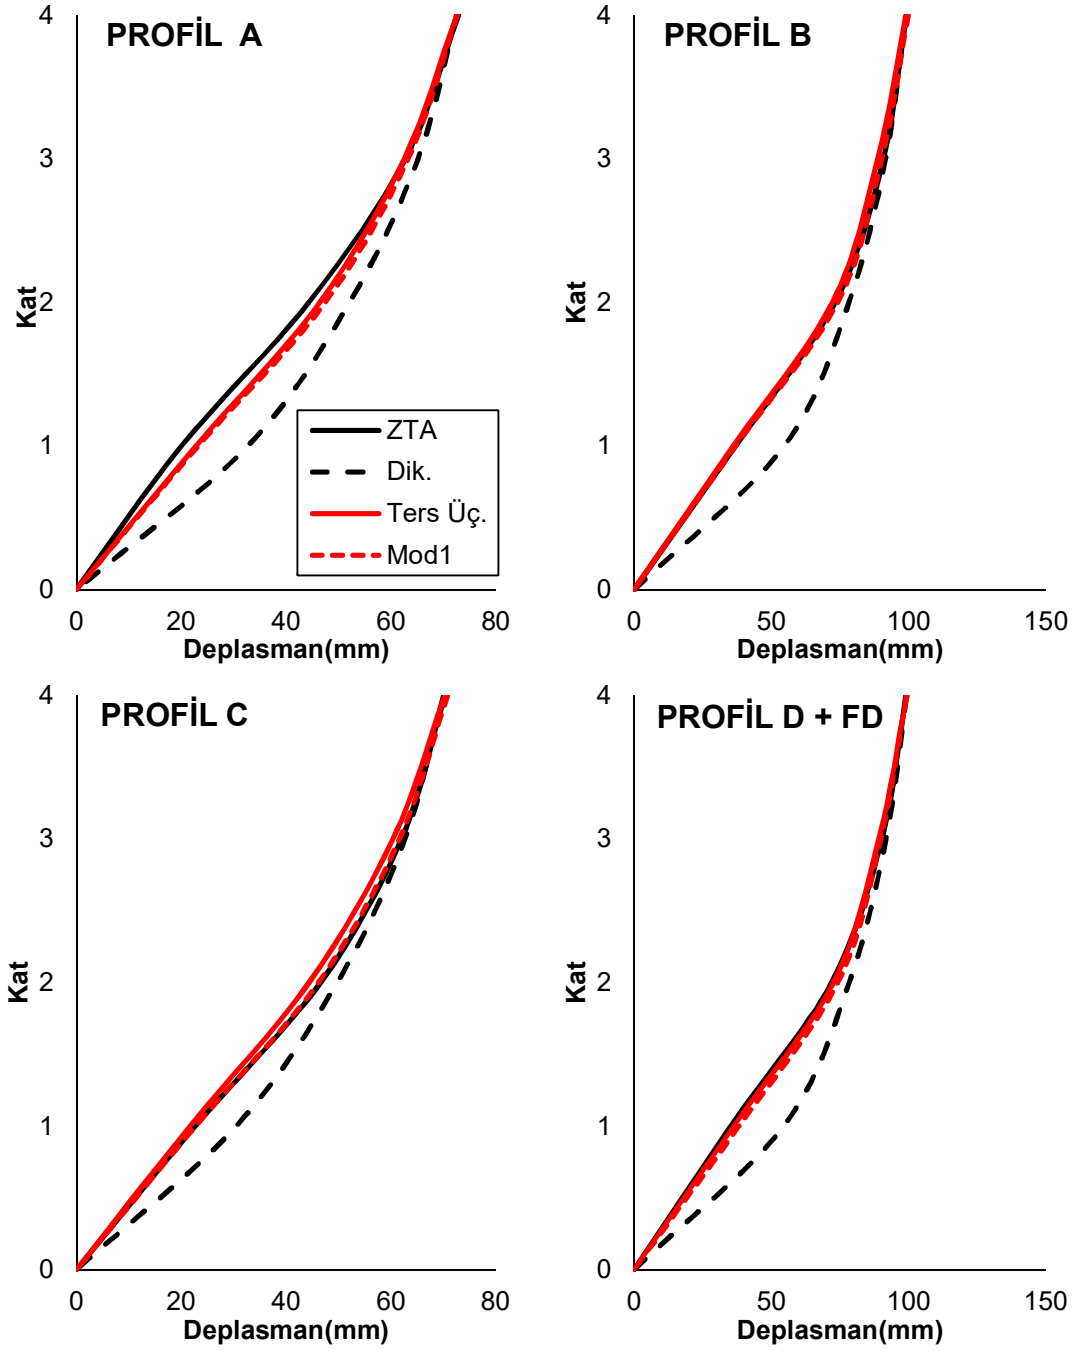 PROFİL A
4
3
2
1
0
Kat
ZTA
Dik.
Ters Üç.
Mod1
0 20 40 60 80
Deplasman(mm)
PROFİL B
4
3
2
1
0
Kat
0 50 100 150
Deplasman(mm)
PROFİL C
4
3
2
1
0
Kat
0 20 40 60 80
Deplasman(mm)
PROFİL D + FD
4
3
2
1
0
Kat
0 50 100 150
Deplasman(mm)